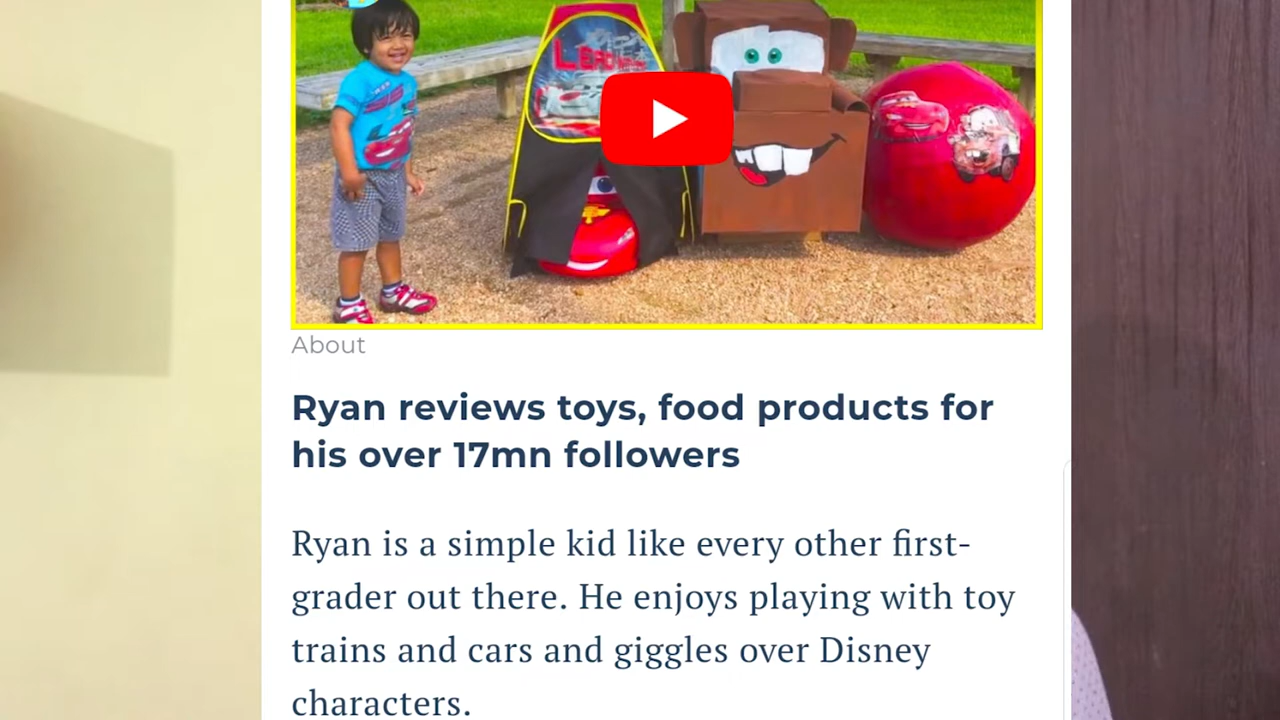 About
Ryan reviews toys, food products for
his over 17mn followers
Ryan is a simple kid like every other first-
grader out there. He enjoys playing with toy
trains and cars and giggles over Disney
characters.